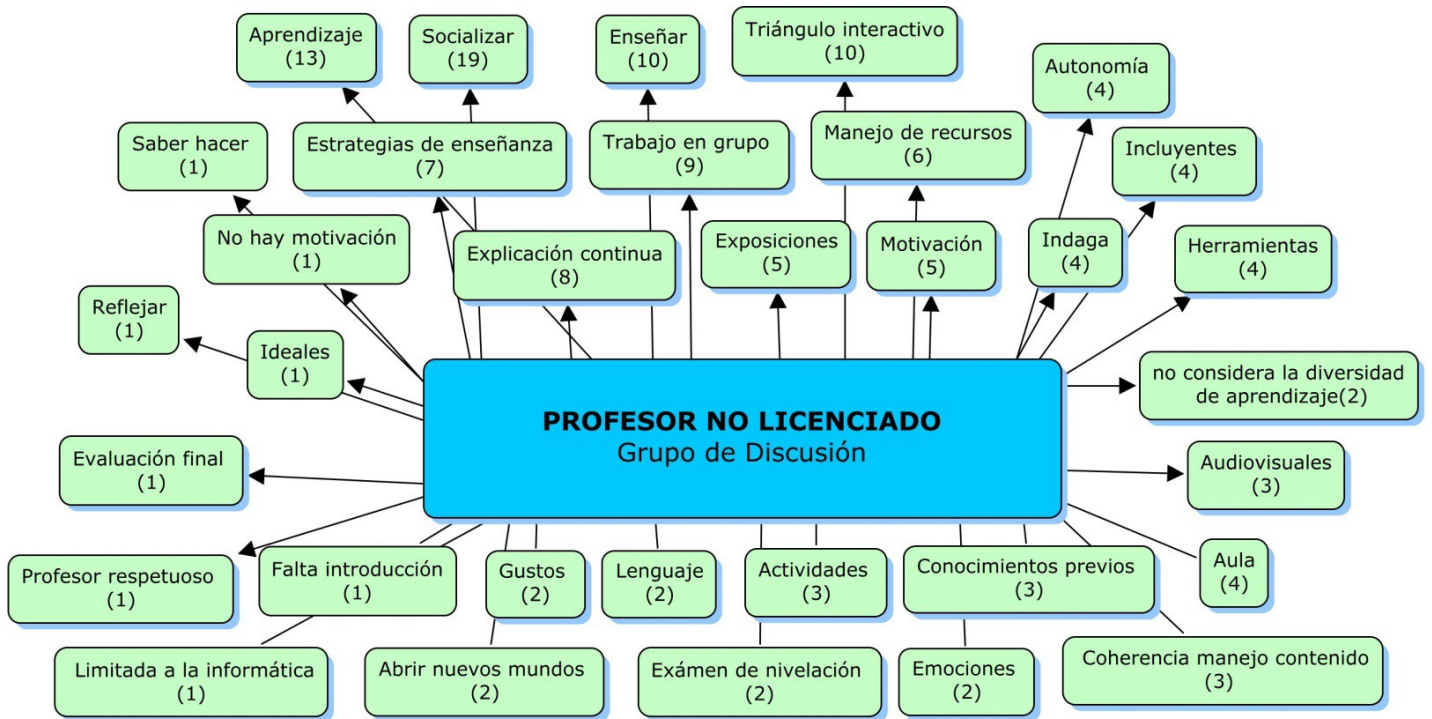 Aprendizaje
(13)
Socializar
(19)
Enseñar
(10)
Triángulo interactivo
(10)
Autonomía
(4)
Saber hacer
(1)
Estrategias de enseñanza
(7)
Trabajo en grupo
(9)
Manejo de recursos
(6)
Incluyentes
(4)
No hay motivación
(1)
Explicación continua
(8)
Exposiciones
(5)
Motivación
(5)
Indaga
(4)
Herramientas
(4)
Reflejar
(1)
Ideales
(1)
no considera la diversidad
de aprendizaje(2)
PROFESOR NO LICENCIADO
Grupo de Discusión
Evaluación final
(1)
Audiovisuales
(3)
Profesor respetuoso
(1)
Falta introducción
(1)
Gustos
(2)
Lenguaje
(2)
Actividades
(3)
Conocimientos previos
(3)
Aula
(4)
Limitada a la informática
(1)
Abrir nuevos mundos
(2)
Exámen de nivelación
(2)
Emociones
(2)
Coherencia manejo contenido
(3)